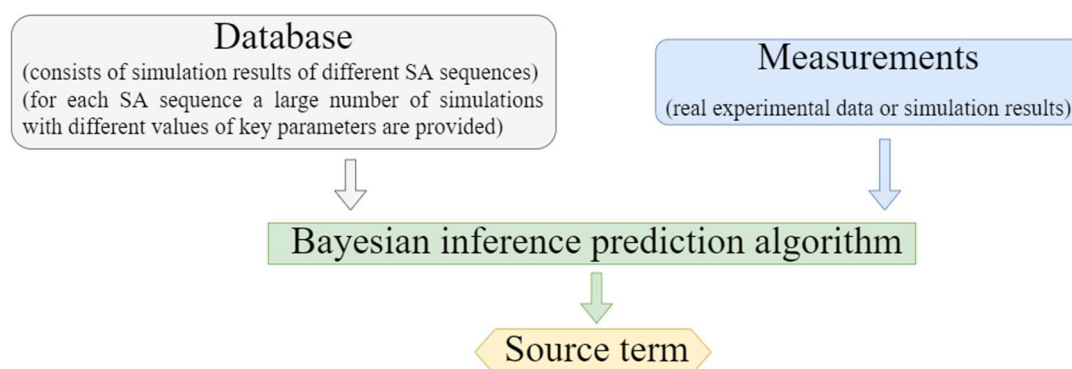 Database
(consists of simulation results of different SA sequences)
(for each SA sequence a large number of simulations
with different values of key parameters are provided)
Measurements
(real experimental data or simulation results)
Bayesian inference prediction algorithm
Source term